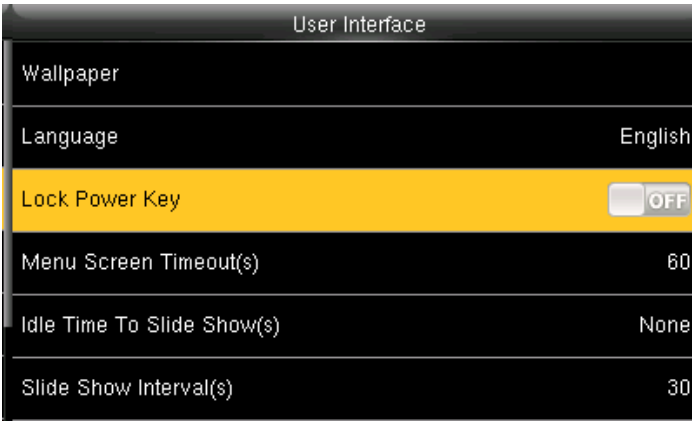 User Interface
Wallpaper
Language English
Lock Power Key OFF
Menu Screen Timeout(s) 60
Idle Time To Slide Show(s) None
Slide Show Interval(s) 30